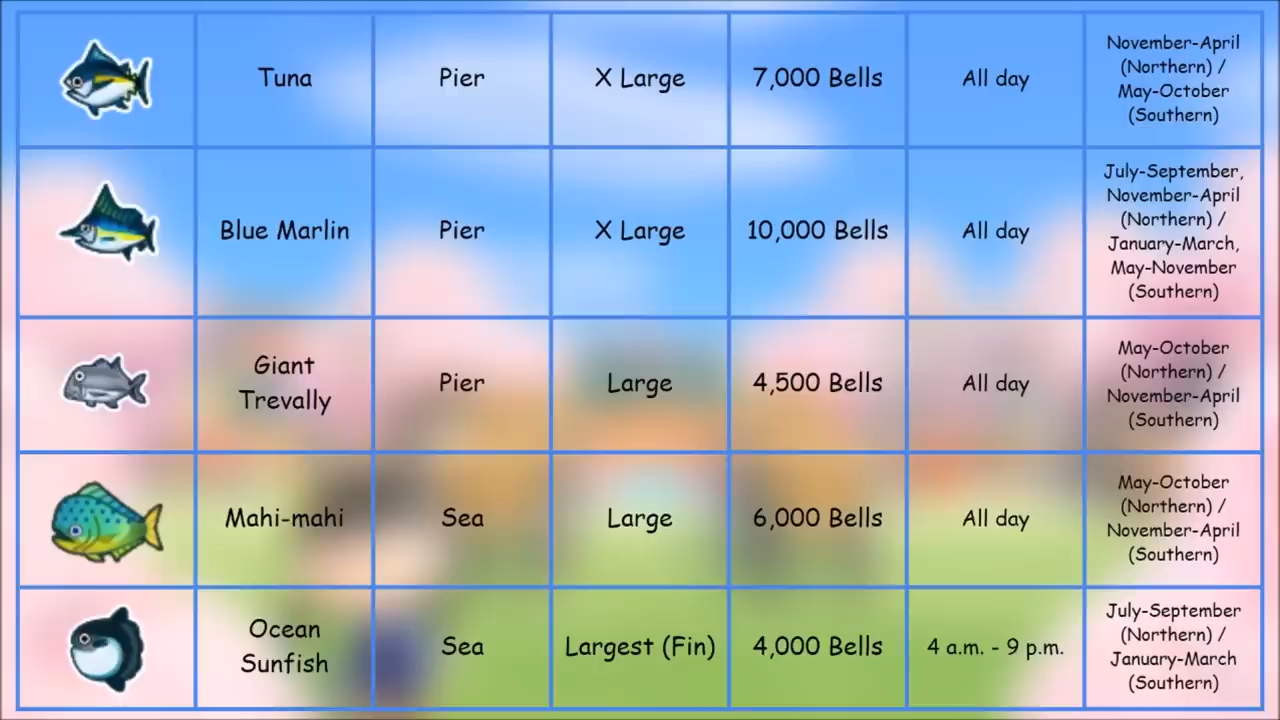 Tuna
Pier
X Large
7,000 Bells
All day
November-April
(Northern) /
May-October
(Southern)
Blue Marlin
Pier
X Large
10,000 Bells
All day
July-September,
November-April
(Northern) /
January-March,
May-November
(Southern)
Giant
Trevally
Pier
Large
4,500 Bells
All day
May-October
(Northern) /
November-April
(Southern)
Mahi-mahi
Sea
Large
6,000 Bells
All day
May-October
(Northern) /
November-April
(Southern)
Ocean
Sunfish
Sea
Largest (Fin)
4,000 Bells
4 a.m. - 9 p.m.
July-September
(Northern) /
January-March
(Southern)